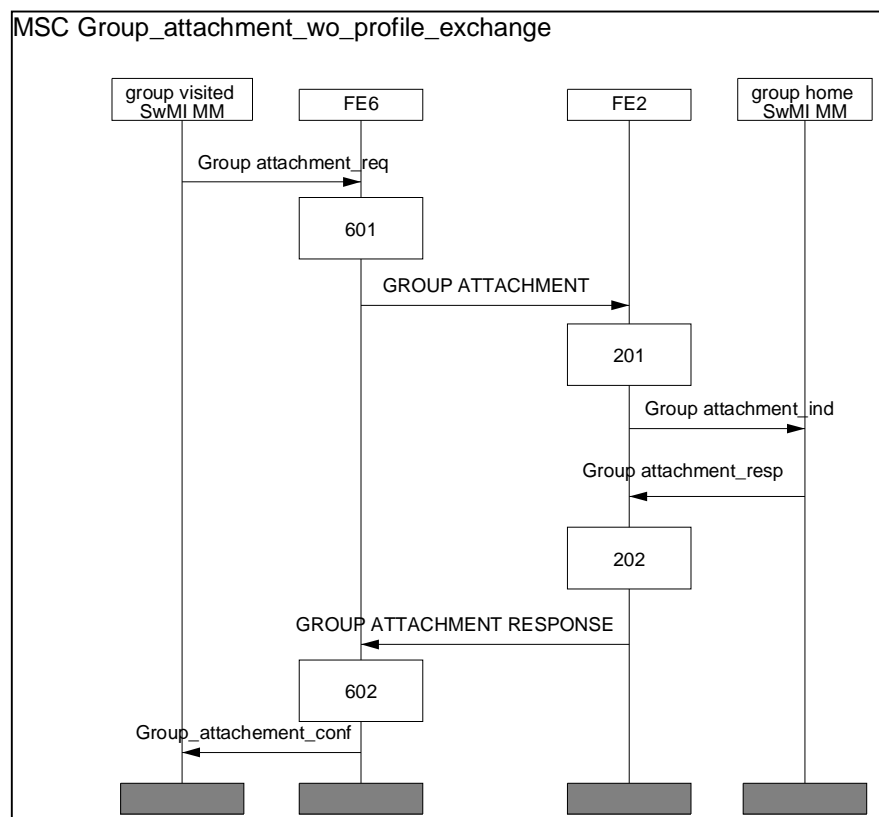 MSC Group_attachment_wo_profile_exchange
group visited
SwMI MM
FE6
FE2
group home
SwMI MM
Group attachment_req
601
GROUP ATTACHMENT
201
Group attachment_ind
Group attachment_resp
202
GROUP ATTACHMENT RESPONSE
602
Group_attachement_conf